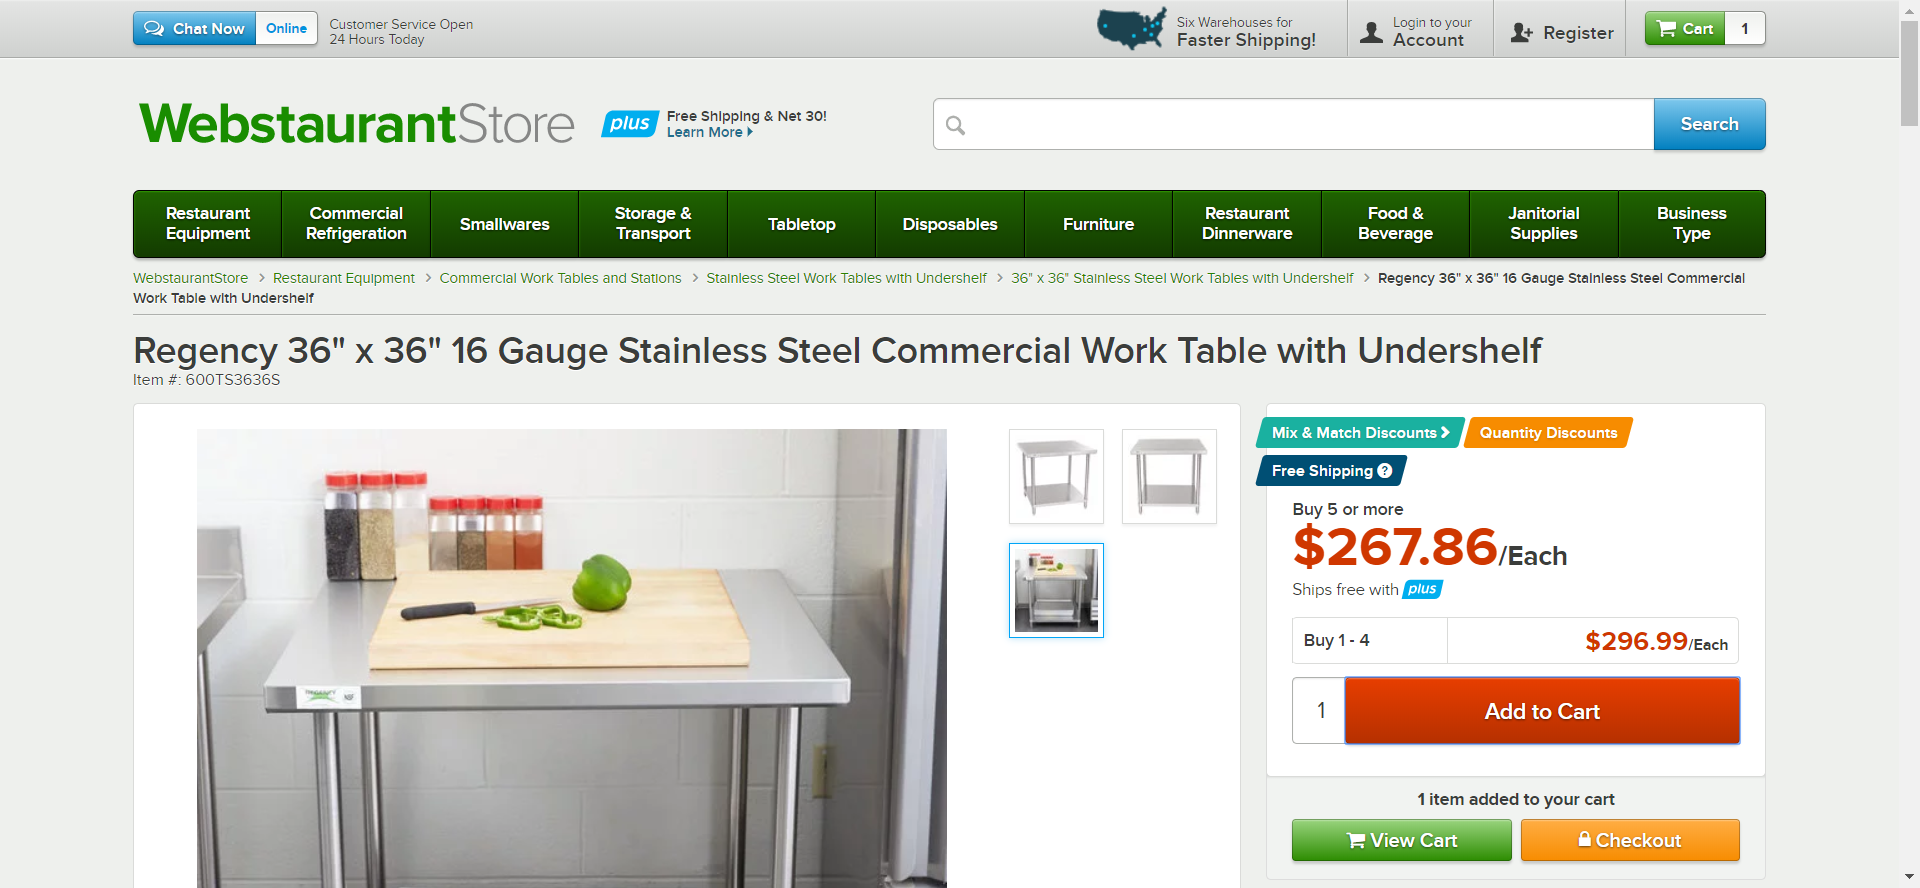 Chat Now Online
Customer Service Open
24 Hours Today
Six Warehouses for
Faster Shipping!
Login to your
Account
Register
Cart 1
WebstaurantStore
plus
Free Shipping & Net 30!
Learn More
Search
Restaurant
Equipment
Commercial
Refrigeration
Smallwares
Storage &
Transport
Tabletop
Disposables
Furniture
Restaurant
Dinnerware
Food &
Beverage
Janitorial
Supplies
Business
Type
WebstaurantStore > Restaurant Equipment > Commercial Work Tables and Stations > Stainless Steel Work Tables with Undershelf > 36" x 36" Stainless Steel Work Tables with Undershelf > Regency 36" x 36" 16 Gauge Stainless Steel Commercial
Work Table with Undershelf
Regency 36" x 36" 16 Gauge Stainless Steel Commercial Work Table with Undershelf
Item #: 600TS3636S
Mix & Match Discounts
Quantity Discounts
Free Shipping ?
Buy 5 or more
$267.86/Each
Ships free with plus
Buy 1 - 4 $296.99/Each
1 Add to Cart
1 item added to your cart
View Cart
Checkout